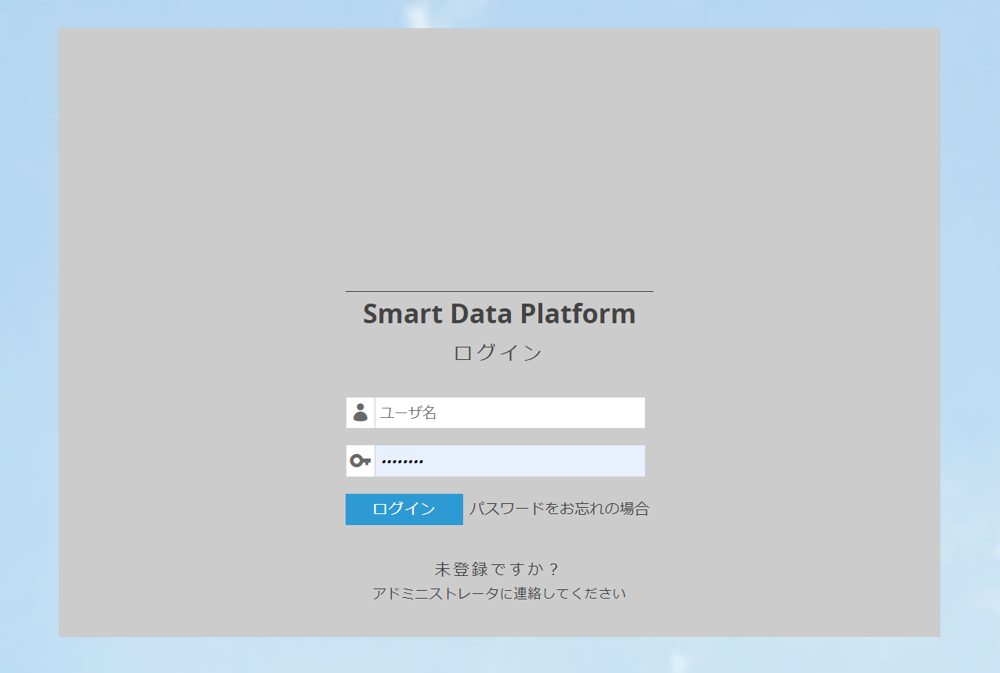 Smart Data Platform
ログイン
ユーザ名
••••••••
ログイン パスワードをお忘れの場合
未登録ですか？
アドミニストレータに連絡してください